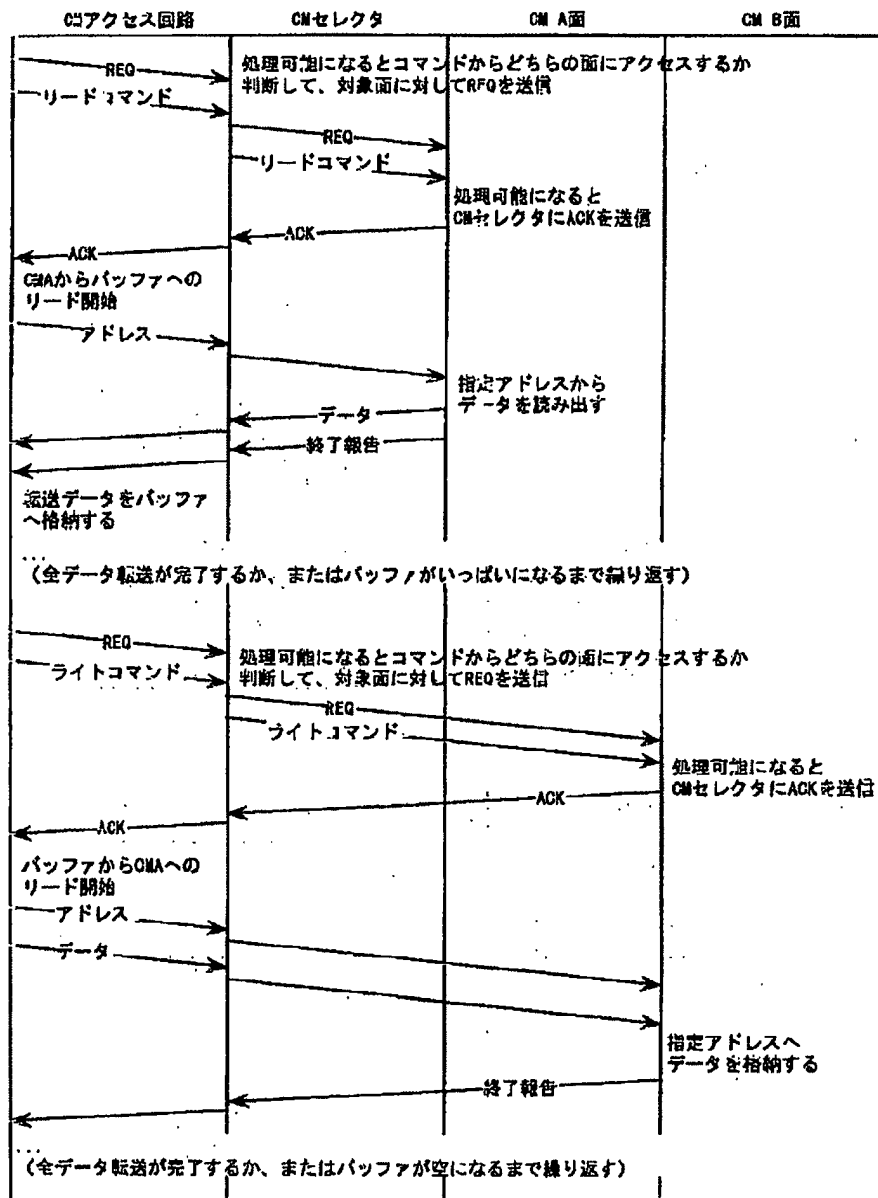 CMアクセス回路 CMセレクタ CM A面 CM B面
REQ
処理可能になるとコマンドからどちらの面にアクセスするか
判断して、対象面に対してREQを送信
リードコマンド
REQ
リードコマンド
処理可能になると
CMセレクタにACKを送信
ACK
ACK
CMAからバッファへの
リード開始
アドレス
指定アドレスから
データを読み出す
データ
終了報告
転送データをバッファ
へ格納する
...
(全データ転送が完了するか、またはバッファがいっぱいになるまで繰り返す)
REQ
処理可能になるとコマンドからどちらの面にアクセスするか
判断して、対象面に対してREQを送信
ライトコマンド
REQ
ライトコマンド
処理可能になると
CMセレクタにACKを送信
ACK
ACK
バッファからCMAへの
リード開始
アドレス
データ
指定アドレスへ
データを格納する
終了報告
...
(全データ転送が完了するか、またはバッファが空になるまで繰り返す)